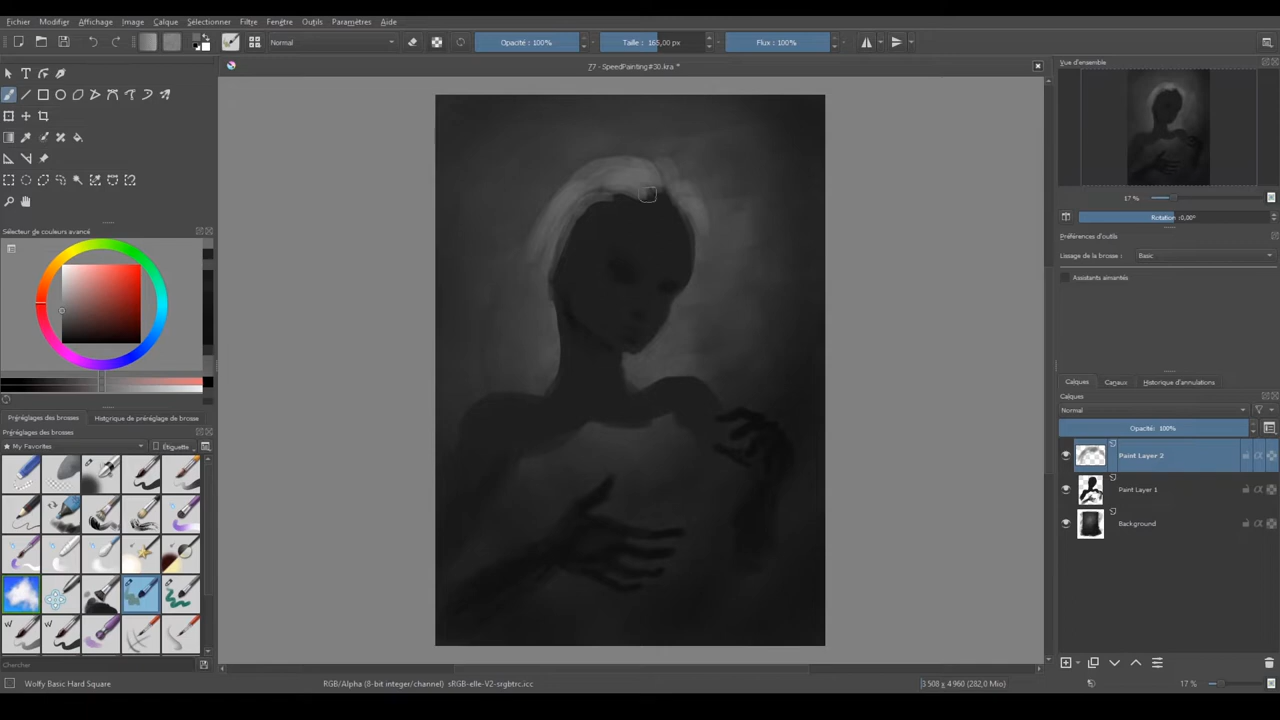 Fichier Modifier Affichage Image Calque Sélectionner Filtre Fenêtre Outils Paramètres Aide
Normal
Opacité : 100%
Taille : 165,00 px
Flux : 100%
77 - SpeedPainting#30.kra *
Vue d'ensemble
17 %
Rotation :0,00°
Préférences d'outils
Lissage de la brosse : Basic
Assistants aimantés
Sélecteur de couleurs avancé
Calques Canaux Historique d'annulations
Calques
Normal
Opacité: 100%
Paint Layer 2
Paint Layer 1
Background
Préréglages des brosses Historique de préréglage de brosse
Préréglages des brosses
My Favorites
Étiquette
Chercher
Wolfy Basic Hard Square
RGB/Alpha (8-bit integer/channel) sRGB-elle-V2-srgbtrc.icc
3 508 x 4 960 (282,0 Mio)
17 %